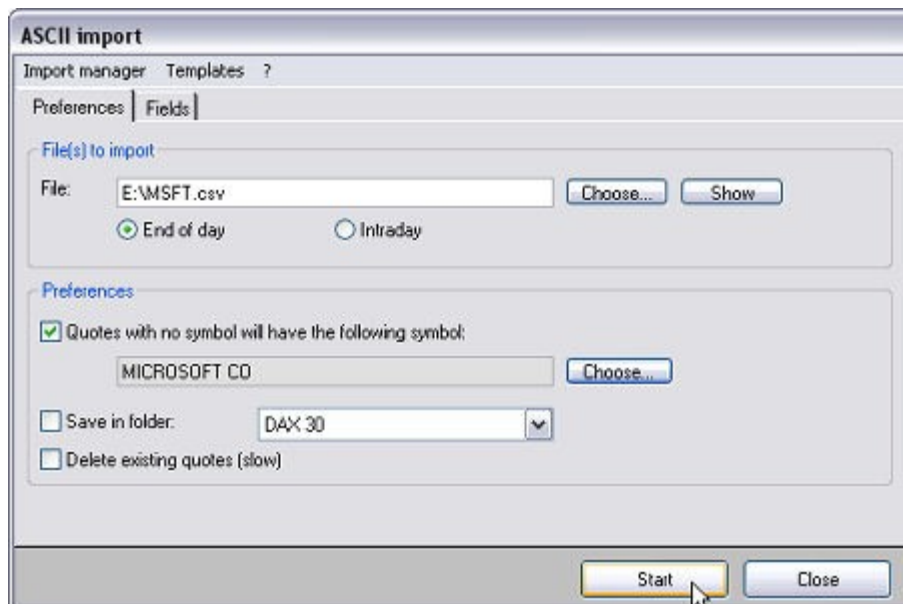 ASCII import
Import manager Templates ?
Preferences Fields
File(s) to import
File: E:\MSFT.csv Choose... Show
End of day Intraday
Preferences
Quotes with no symbol will have the following symbol:
MICROSOFT CO Choose...
Save in folder: DAX 30
Delete existing quotes (slow)
Start Close